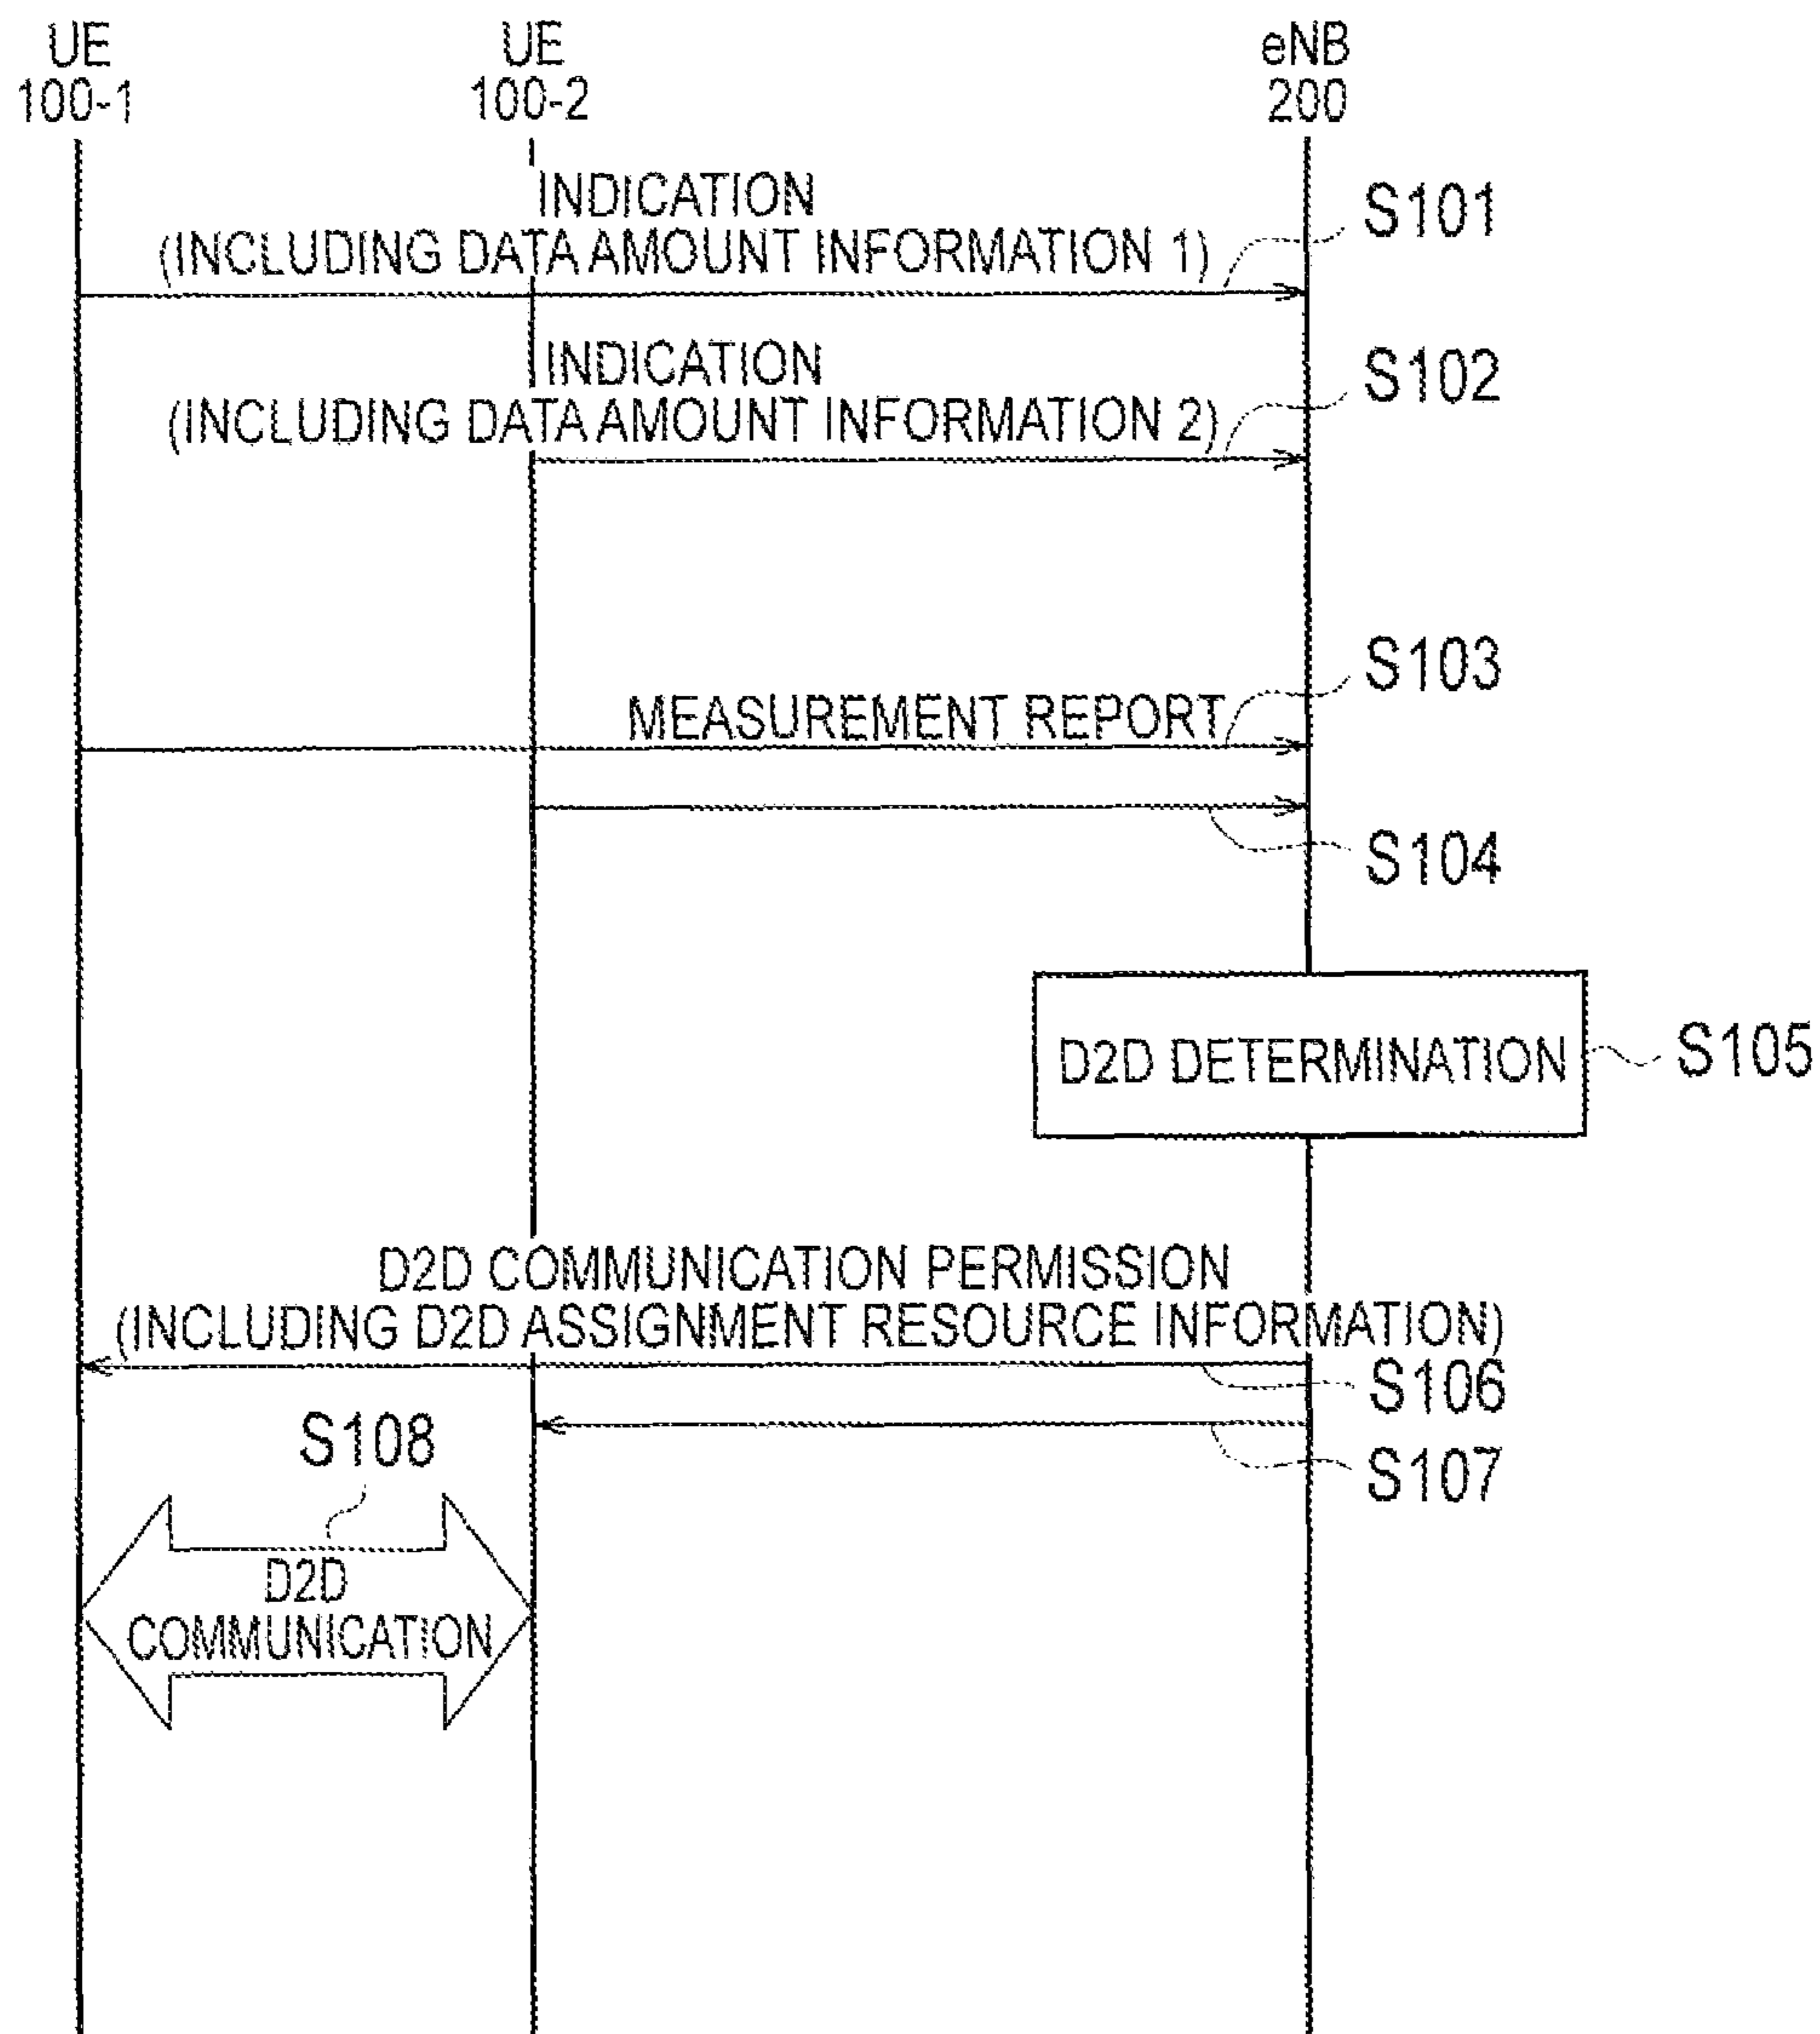 UE
100-1
UE
100-2
eNB
200
INDICATION
(INCLUDING DATA AMOUNT INFORMATION 1)
S101
INDICATION
(INCLUDING DATA AMOUNT INFORMATION 2)
S102
S103
MEASUREMENT REPORT
S104
D2D DETERMINATION
S105
D2D COMMUNICATION PERMISSION
(INCLUDING D2D ASSIGNMENT RESOURCE INFORMATION)
S106
S107
S108
D2D
COMMUNICATION